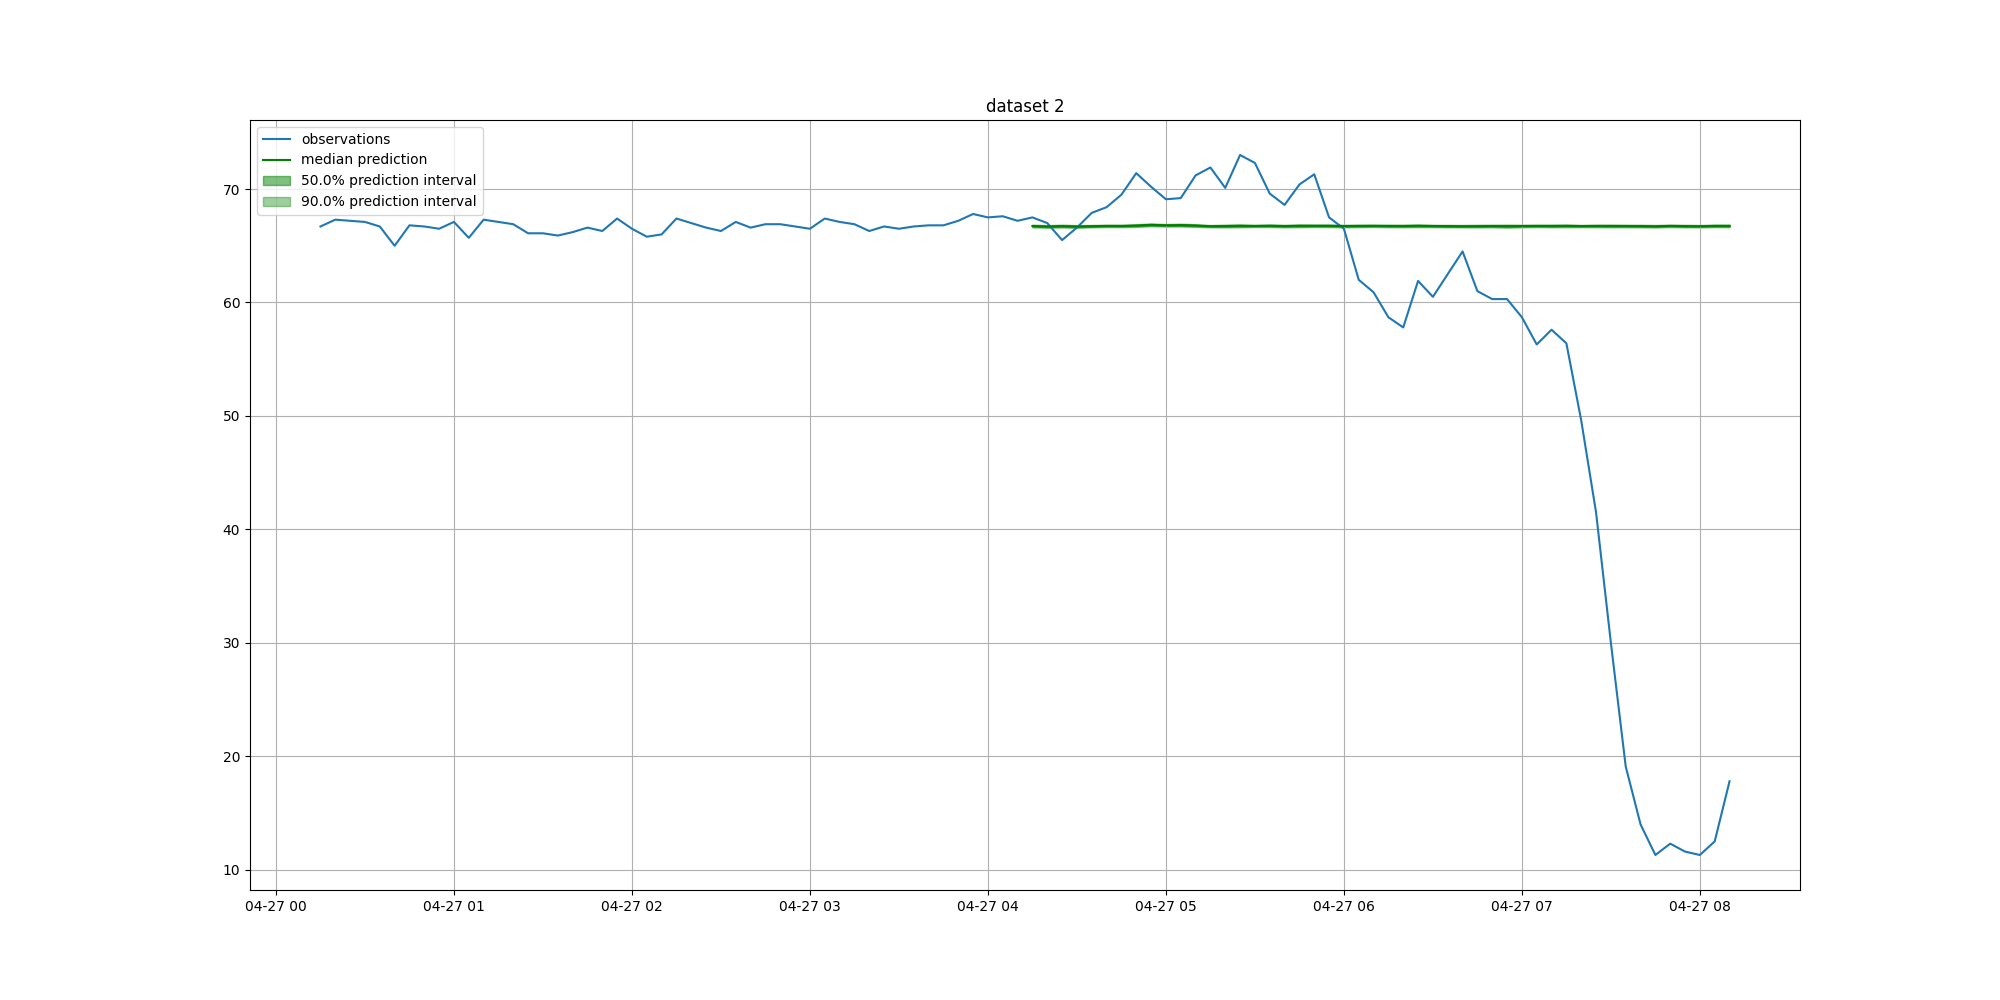 dataset 2
observations
median prediction
50.0% prediction interval
90.0% prediction interval
70
60
50
40
30
20
10
04-27 00 04-27 01 04-27 02 04-27 03 04-27 04 04-27 05 04-27 06 04-27 07 04-27 08